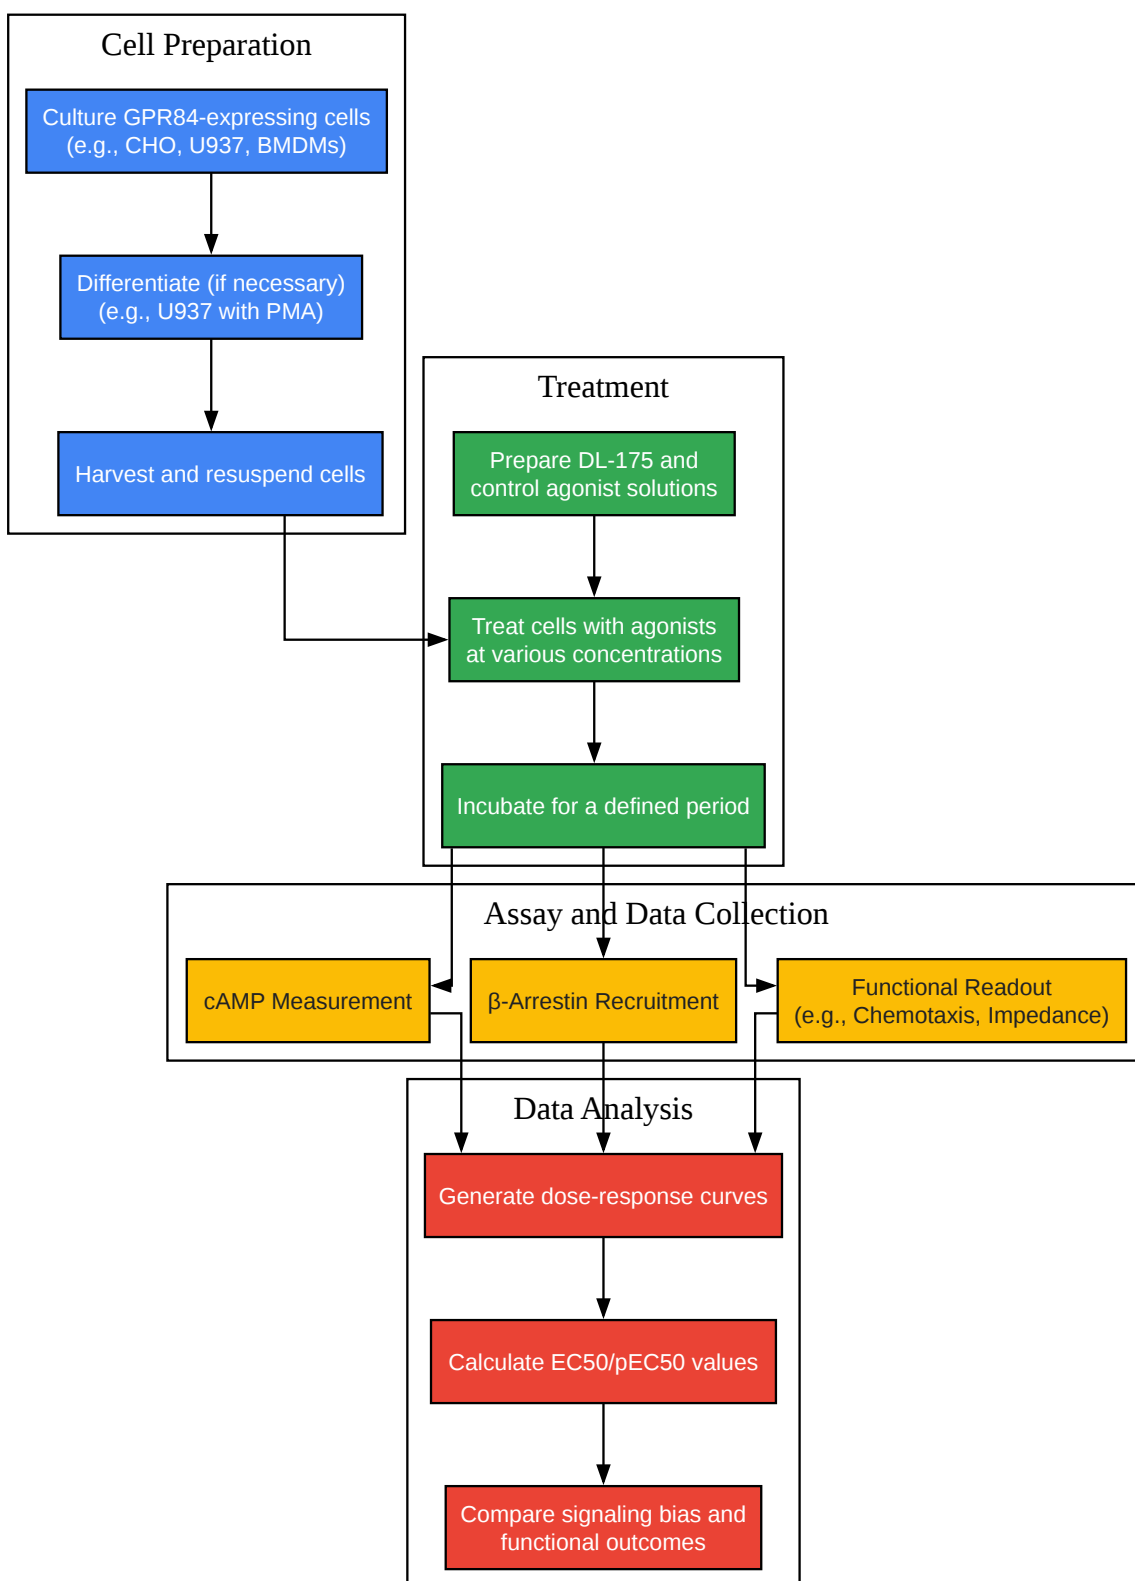 Cell Preparation
Culture GPR84-expressing cells
(e.g., CHO, U937, BMDMs)
Differentiate (if necessary)
(e.g., U937 with PMA)
Harvest and resuspend cells
Treatment
Prepare DL-175 and
control agonist solutions
Treat cells with agonists
at various concentrations
Incubate for a defined period
Assay and Data Collection
cAMP Measurement
β-Arrestin Recruitment
Functional Readout
(e.g., Chemotaxis, Impedance)
Data Analysis
Generate dose-response curves
Calculate EC50/pEC50 values
Compare signaling bias and
functional outcomes